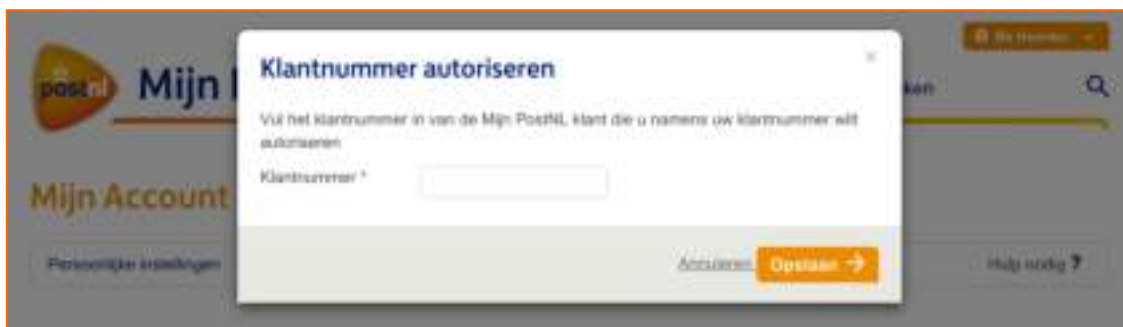 postnl
Mijn
Klantnummer autoriseren
×
Vul het klantnummer in van de Mijn PostNL klant die u namens uw klantnummer wilt
autoriseren
Klantnummer *
Mijn Account
Persoonlijke instellingen
Annuleren Opslaan →
Hulp nodig ?